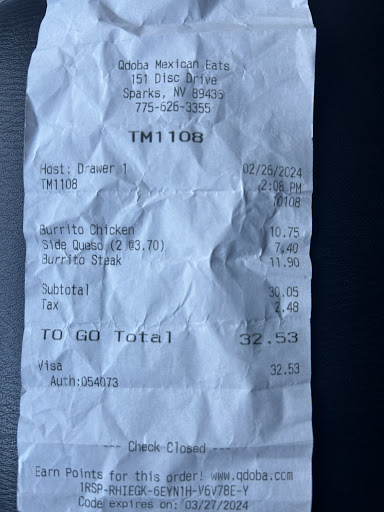 Qdoba Mexican Eats
151 Disc Drive
Sparks, NV 89436
775-626-3355
TM1108
Host: Drawer 1 02/26/2024
TM1108 2:08 PM
10108
Burrito Chicken 10.75
Side Queso (2 @3.70) 7.40
Burrito Steak 11.90
Subtotal 30.05
Tax 2.48
TO GO Total 32.53
Visa 32.53
Auth:054073
--- Check Closed ---
Earn Points for this order! www.qdoba.com
1RSP-RHIEGK-6EYN1H-V6V78E-Y
Code expires on: 03/27/2024